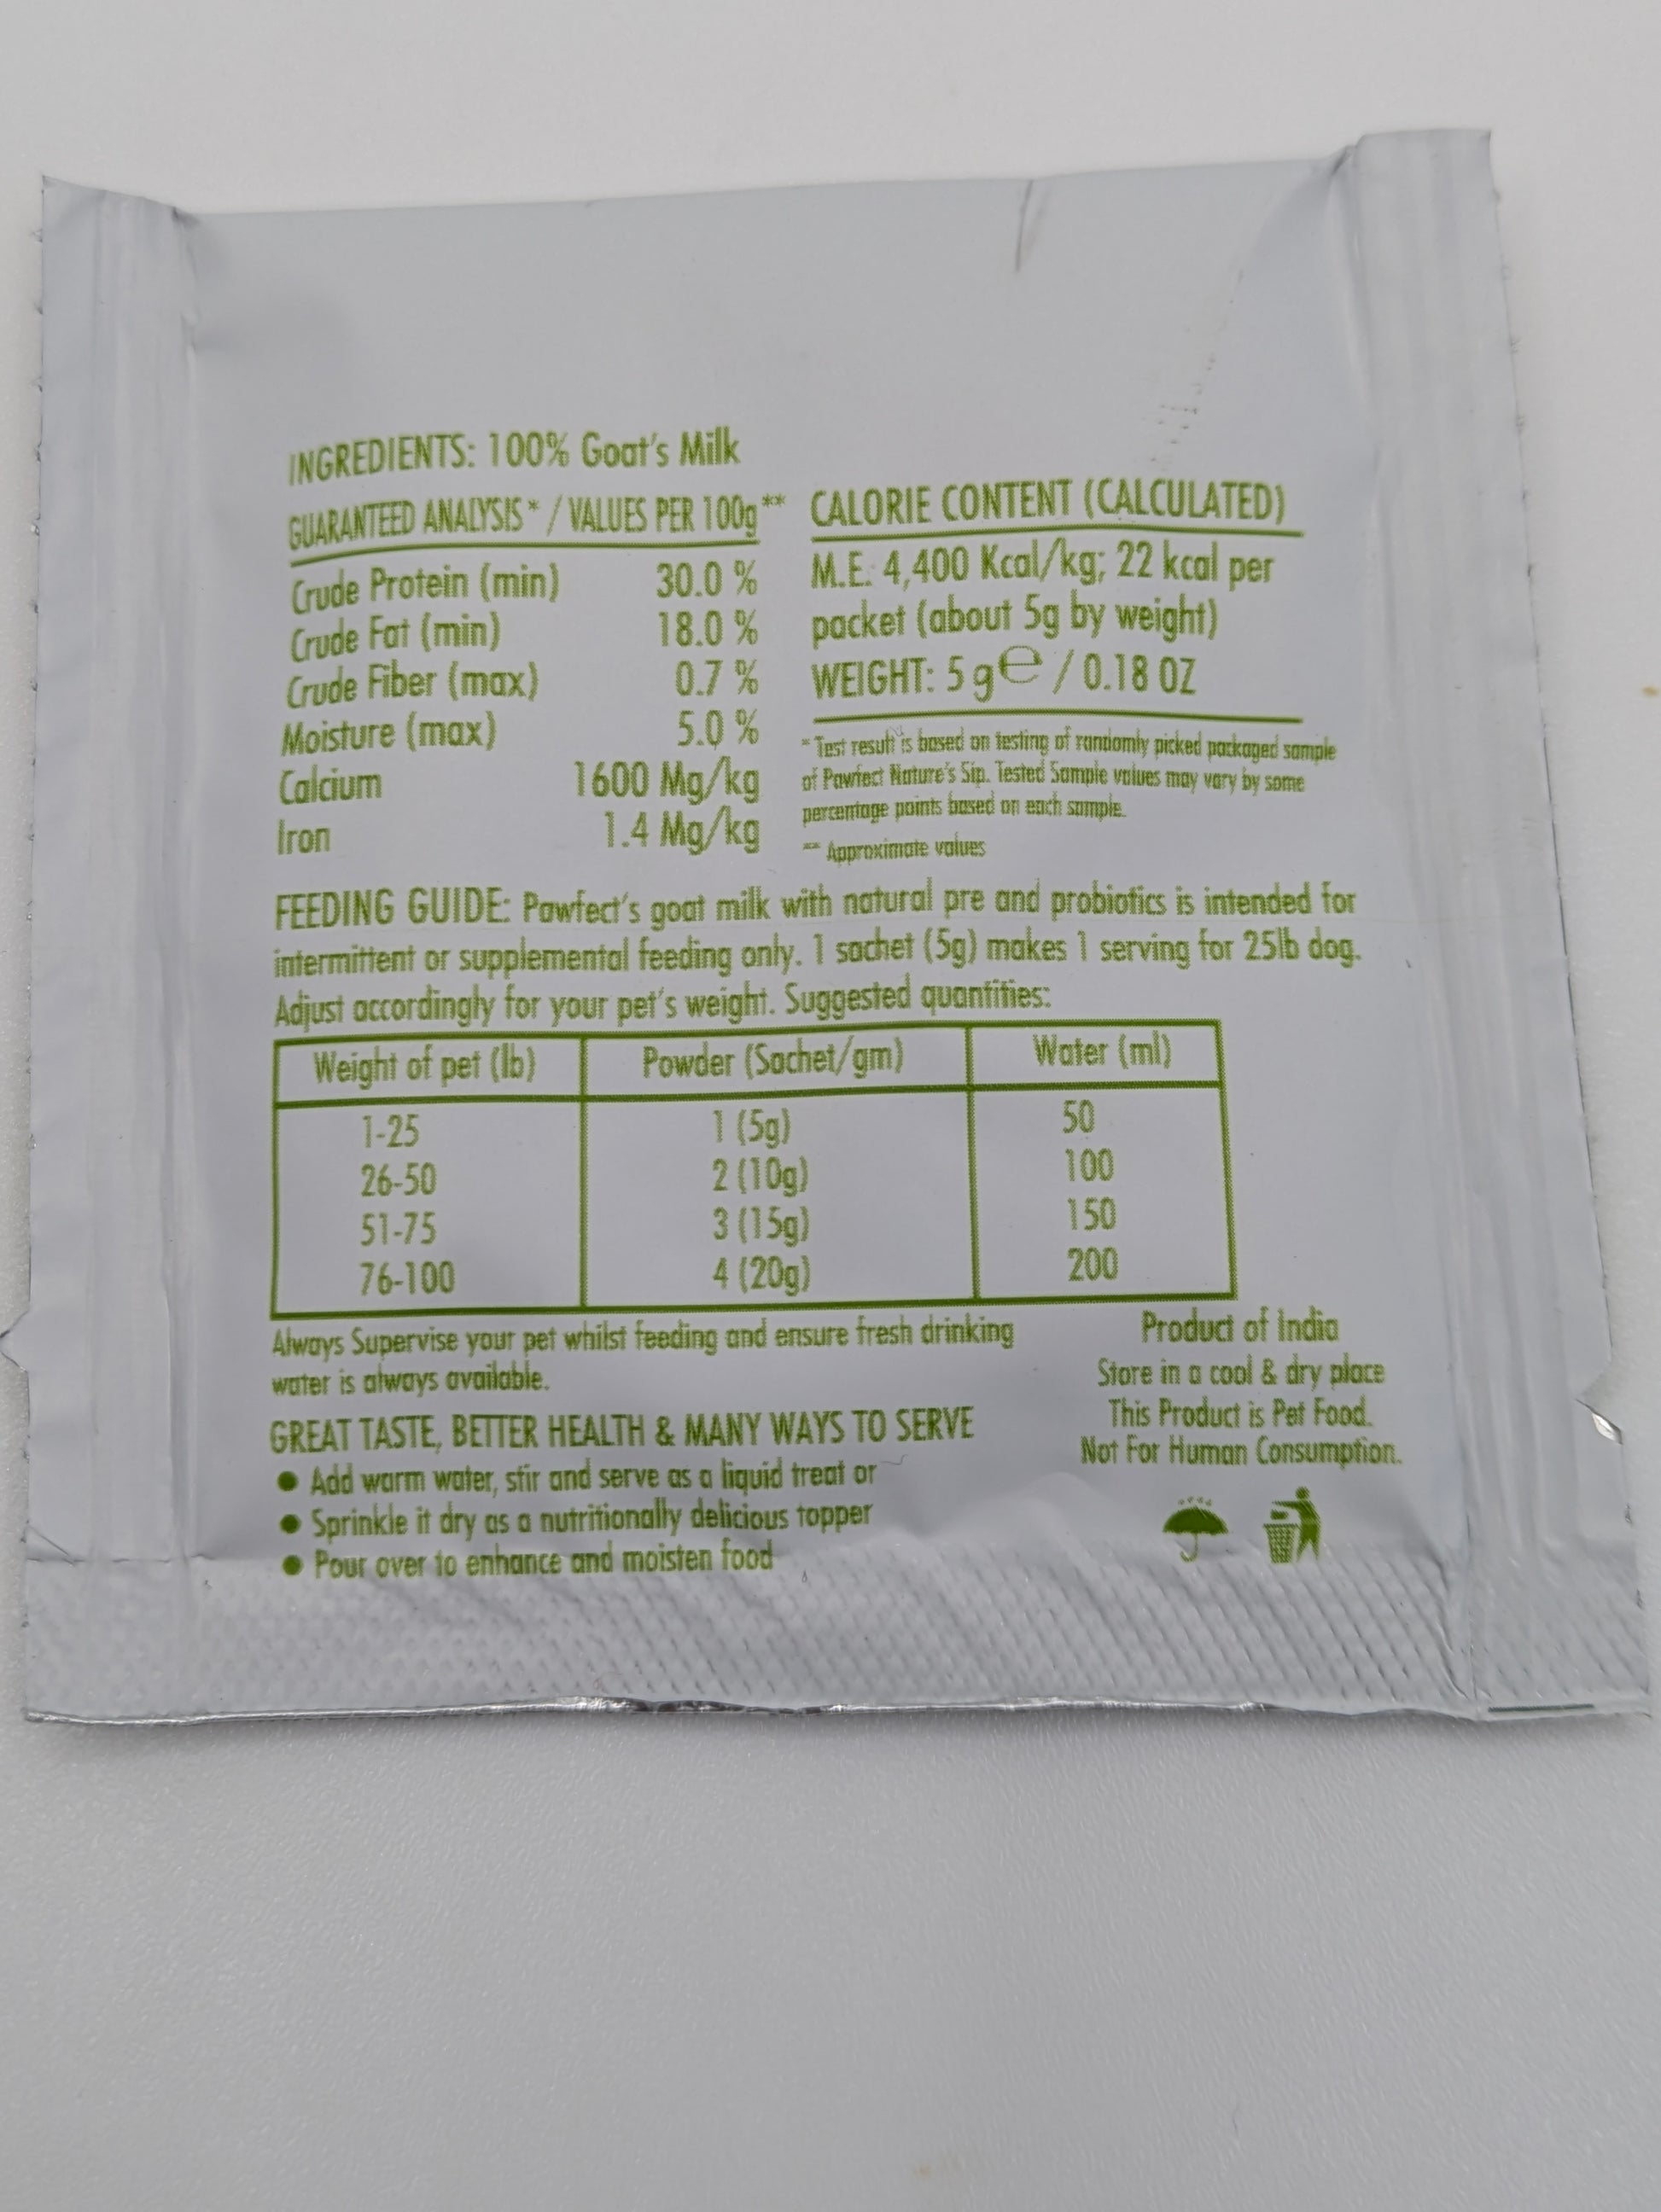 INGREDIENTS: 100% Goat's Milk
GUARANTEED ANALYSIS* / VALUES PER 100g**
Crude Protein (min) 30.0 %
Crude Fat (min) 18.0 %
Crude Fiber (max) 0.7 %
Moisture (max) 5.0 %
Calcium 1600 Mg/kg
Iron 1.4 Mg/kg
CALORIE CONTENT (CALCULATED)
M.E: 4,400 Kcal/kg; 22 kcal per
packet (about 5g by weight)
WEIGHT: 5 g℮ / 0.18 OZ
* Test result is based on testing of randomly picked packaged sample
of Pawfect Nature's Sip. Tested Sample values may vary by some
percentage points based on each sample.
** Approximate values
FEEDING GUIDE: Pawfect's goat milk with natural pre and probiotics is intended for
intermittent or supplemental feeding only. 1 sachet (5g) makes 1 serving for 25lb dog.
Adjust accordingly for your pet's weight. Suggested quantities:
Weight of pet (lb) Powder (Sachet/gm) Water (ml)
1-25 1 (5g) 50
26-50 2 (10g) 100
51-75 3 (15g) 150
76-100 4 (20g) 200
Always Supervise your pet whilst feeding and ensure fresh drinking
water is always available.
GREAT TASTE, BETTER HEALTH & MANY WAYS TO SERVE
● Add warm water, stir and serve as a liquid treat or
● Sprinkle it dry as a nutritionally delicious topper
● Pour over to enhance and moisten food
Product of India
Store in a cool & dry place
This Product is Pet Food.
Not For Human Consumption.